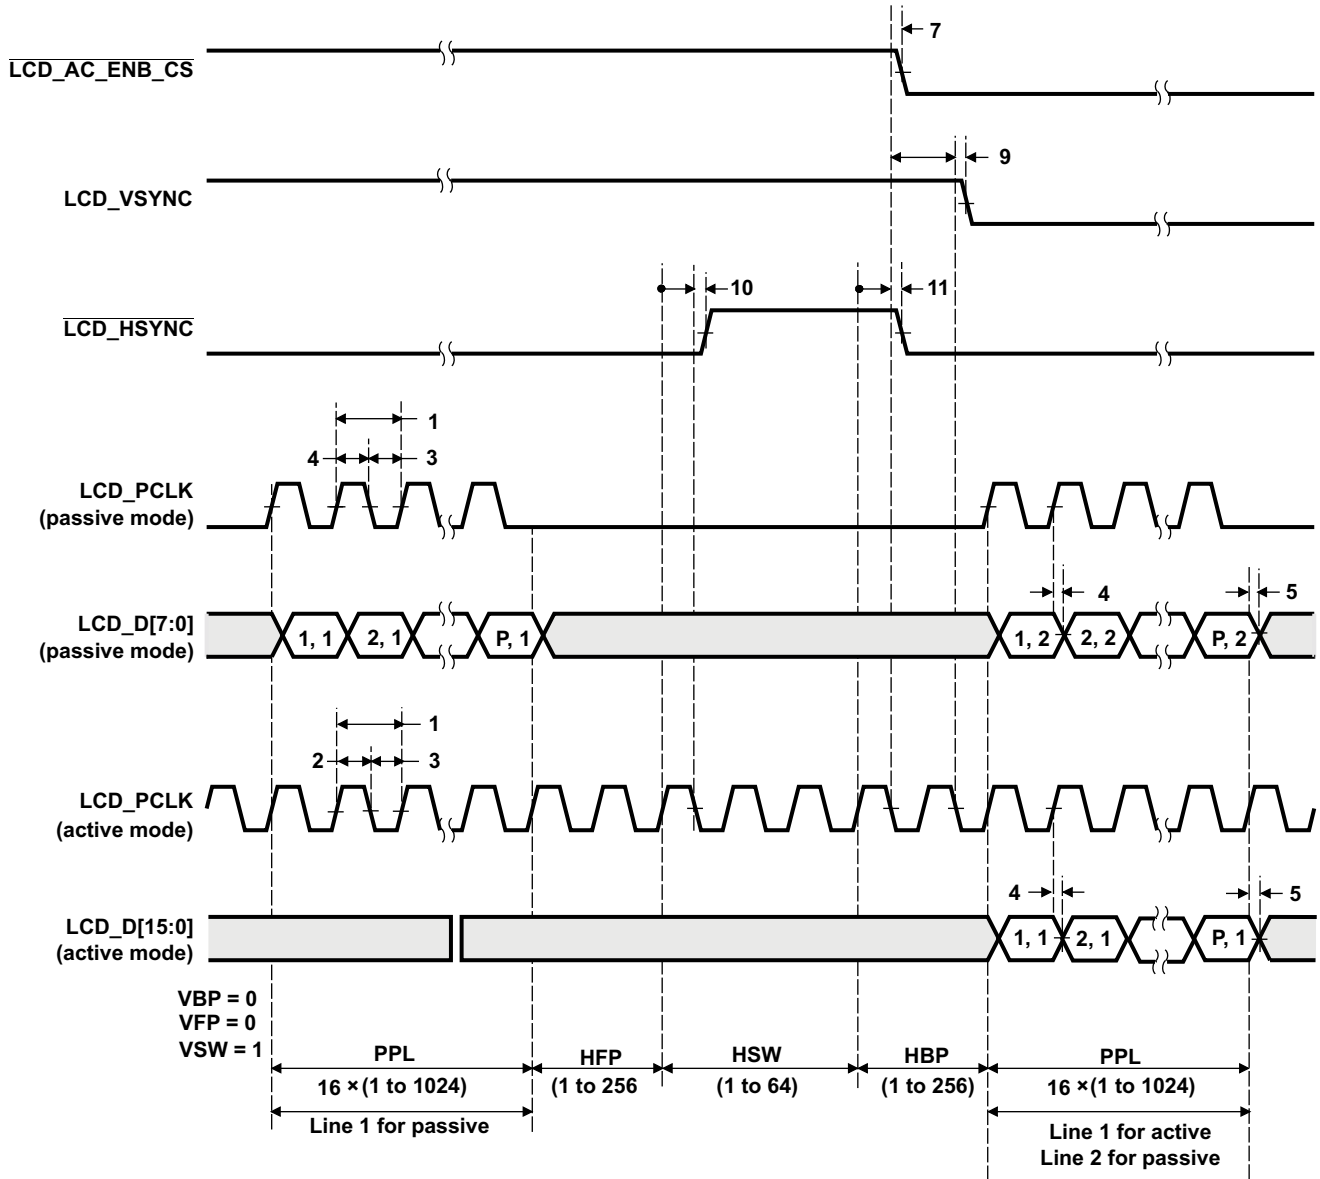 7
LCD_AC_ENB_CS
9
LCD_VSYNC
10
11
LCD_HSYNC
1
4
3
LCD_PCLK
(passive mode)
4
5
LCD_D[7:0]
(passive mode)
1, 1
2, 1
P, 1
1, 2
2, 2
P, 2
1
2
3
LCD_PCLK
(active mode)
4
5
LCD_D[15:0]
(active mode)
1, 1
2, 1
P, 1
VBP = 0
VFP = 0
VSW = 1
PPL
HFP
HSW
HBP
PPL
16 × (1 to 1024)
(1 to 256
(1 to 64)
(1 to 256)
16 × (1 to 1024)
Line 1 for passive
Line 1 for active
Line 2 for passive